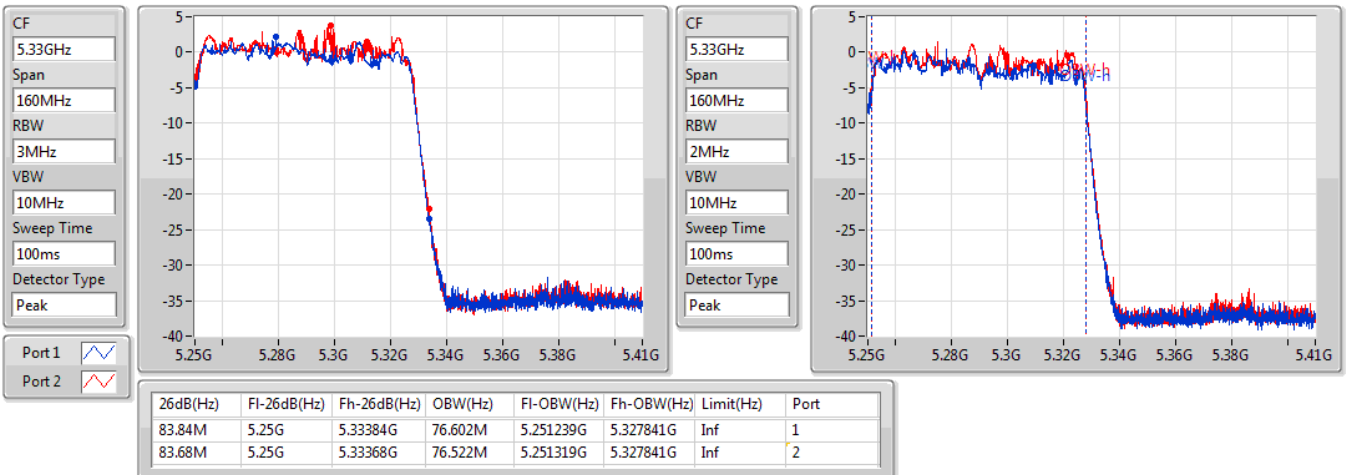 CF
5.33GHz
Span
160MHz
RBW
3MHz
VBW
10MHz
Sweep Time
100ms
Detector Type
Peak
Port 1
Port 2
5
0
-5
-10
-15
-20
-25
-30
-35
-40
5.25G 5.28G 5.3G 5.32G 5.34G 5.36G 5.38G 5.41G
CF
5.33GHz
Span
160MHz
RBW
2MHz
VBW
10MHz
Sweep Time
100ms
Detector Type
Peak
5
0
-5
-10
-15
-20
-25
-30
-35
-40
5.25G 5.28G 5.3G 5.32G 5.34G 5.36G 5.38G 5.41G
26dB(Hz) Fl-26dB(Hz) Fh-26dB(Hz) OBW(Hz) Fl-OBW(Hz) Fh-OBW(Hz) Limit(Hz) Port
83.84M 5.25G 5.33384G 76.602M 5.251239G 5.327841G Inf 1
83.68M 5.25G 5.33368G 76.522M 5.251319G 5.327841G Inf 2